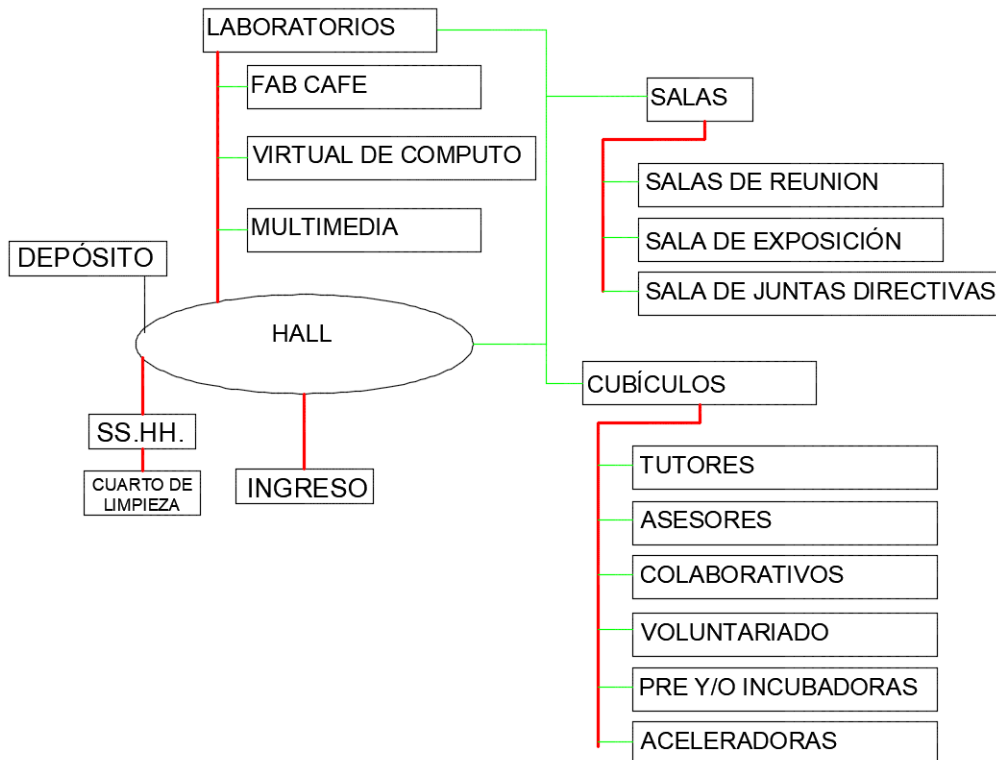 LABORATORIOS
FAB CAFE
VIRTUAL DE COMPUTO
MULTIMEDIA
DEPÓSITO
HALL
SS.HH.
CUARTO DE
LIMPIEZA
INGRESO
SALAS
SALAS DE REUNION
SALA DE EXPOSICIÓN
SALA DE JUNTAS DIRECTIVAS
CUBÍCULOS
TUTORES
ASESORES
COLABORATIVOS
VOLUNTARIADO
PRE Y/O INCUBADORAS
ACELERADORAS